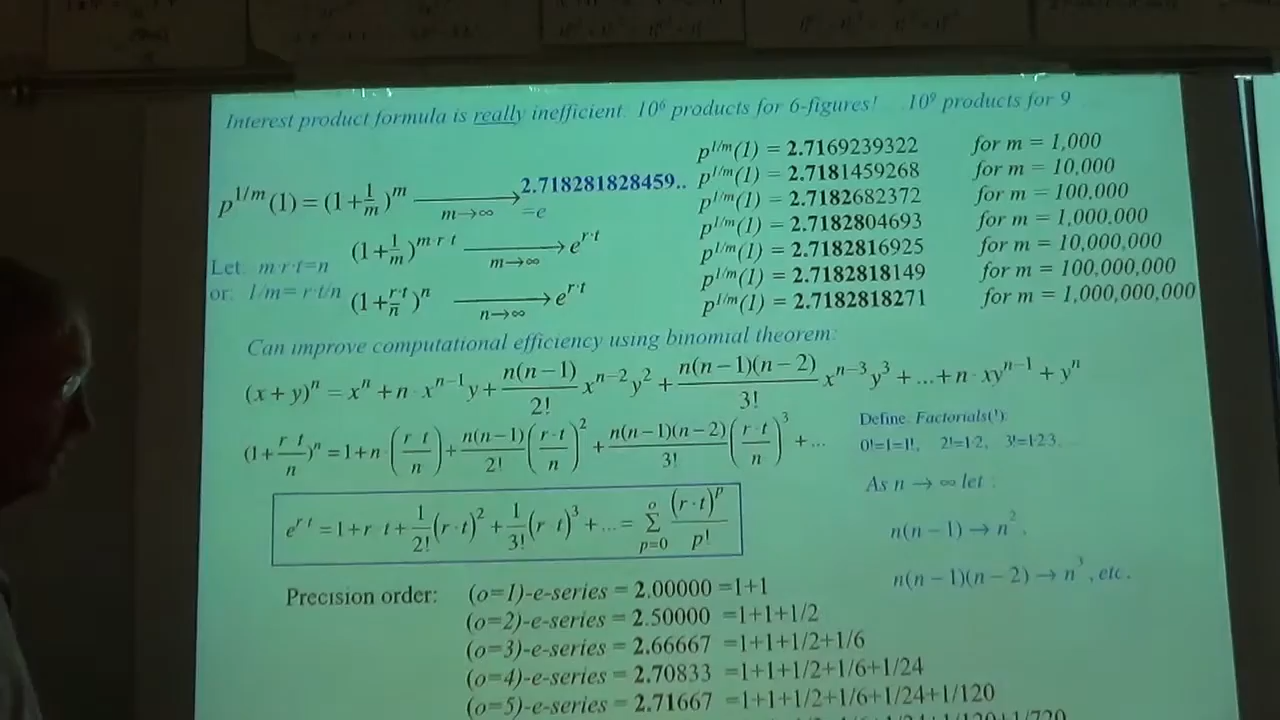 Interest product formula is really inefficient. 10⁶ products for 6-figures! .. 10⁹ products for 9
p^{1/m}(1) = (1+1/m)^m ⟶ 2.718281828459.. =e
m→∞
p^{1/m}(1) = 2.7169239322 for m = 1,000
p^{1/m}(1) = 2.7181459268 for m = 10,000
p^{1/m}(1) = 2.7182682372 for m = 100,000
p^{1/m}(1) = 2.7182804693 for m = 1,000,000
p^{1/m}(1) = 2.7182816925 for m = 10,000,000
p^{1/m}(1) = 2.7182818149 for m = 100,000,000
p^{1/m}(1) = 2.7182818271 for m = 1,000,000,000
(1+1/m)^{m·r·t} ⟶ e^{r·t}
m→∞
Let: m·r·t=n
or: 1/m=r·t/n
(1+r·t/n)^n ⟶ e^{r·t}
n→∞
Can improve computational efficiency using binomial theorem:
(x+y)^n = x^n + n·x^{n−1}y + n(n−1)/2! x^{n−2}y² + n(n−1)(n−2)/3! x^{n−3}y³ + ... + n·xy^{n−1} + y^n
(1+r·t/n)^n = 1+n·(r·t/n) + n(n−1)/2! (r·t/n)² + n(n−1)(n−2)/3! (r·t/n)³ + ...
Define: Factorials(!):
0!=1=1!, 2!=1·2, 3!=1·2·3,
e^{r·t} = 1+r·t+ 1/2! (r·t)² + 1/3! (r·t)³ + ... = ∑_{p=0}^{o} (r·t)^p/p!
As n → ∞ let :
n(n−1) → n² ,
n(n−1)(n−2) → n³ , etc.
Precision order: (o=1)-e-series = 2.00000 =1+1
(o=2)-e-series = 2.50000 =1+1+1/2
(o=3)-e-series = 2.66667 =1+1+1/2+1/6
(o=4)-e-series = 2.70833 =1+1+1/2+1/6+1/24
(o=5)-e-series = 2.71667 =1+1+1/2+1/6+1/24+1/120